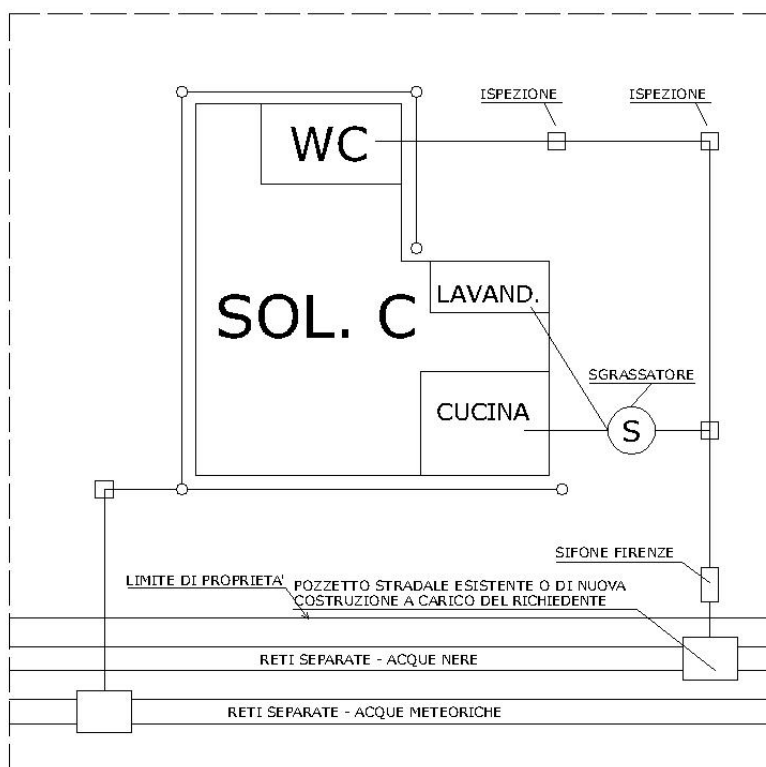 ISPEZIONE
ISPEZIONE
WC
LAVAND.
SOL. C
SGRASSATORE
CUCINA
S
SIFONE FIRENZE
LIMITE DI PROPRIETA'
POZZETTO STRADALE ESISTENTE O DI NUOVA
COSTRUZIONE A CARICO DEL RICHIEDENTE
RETI SEPARATE - ACQUE NERE
RETI SEPARATE - ACQUE METEORICHE